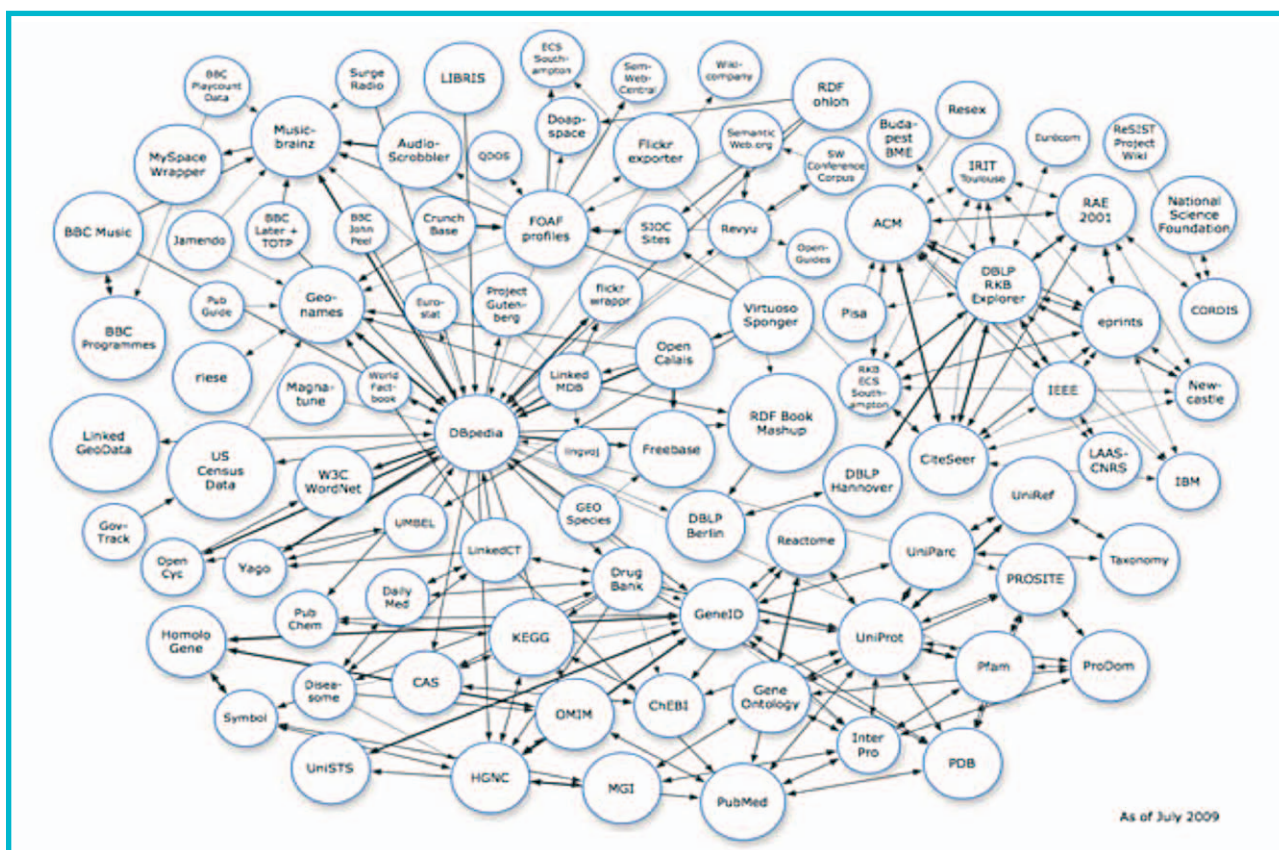 BBC
Playcount
Data
Surge
Radio
LIBRIS
ECS
South-
ampton
Sem-
Web-
Central
Wiki-
company
RDF
ohloh
Resex
Music-
brainz
Audio-
Scrobbler
MySpace
Wrapper
QDOS
Doap-
space
Flickr
exporter
Semantic
Web.org
SW
Conference
Corpus
Buda-
pest
BME
IRIT
Toulouse
Eurécom
ReSIST
Project
Wiki
BBC Music
Jamendo
BBC
Later +
TOTP
BBC
John
Peel
Crunch
Base
FOAF
profiles
SIOC
Sites
Revyu
Open-
Guides
ACM
RAE
2001
National
Science
Foundation
DBLP
RKB
Explorer
BBC
Programmes
Pub
Guide
Geo-
names
Euro-
stat
Project
Guten-
berg
flickr
wrappr
Virtuoso
Sponger
Pisa
eprints
CORDIS
riese
Magna-
tune
World
Fact-
book
Linked
MDB
Open
Calais
RKB
ECS
South-
ampton
IEEE
New-
castle
Linked
GeoData
US
Census
Data
W3C
WordNet
DBpedia
lingvoj
Freebase
RDF Book
Mashup
DBLP
Hannover
CiteSeer
LAAS-
CNRS
IBM
Gov-
Track
Open
Cyc
Yago
UMBEL
LinkedCT
GEO
Species
DBLP
Berlin
Reactome
UniParc
UniRef
Taxonomy
PROSITE
Daily
Med
Drug
Bank
Pub
Chem
Homolo
Gene
KEGG
GeneID
UniProt
Pfam
ProDom
Disea-
some
CAS
ChEBI
Gene
Ontology
Symbol
OMIM
Inter
Pro
UniSTS
HGNC
MGI
PubMed
PDB
As of July 2009